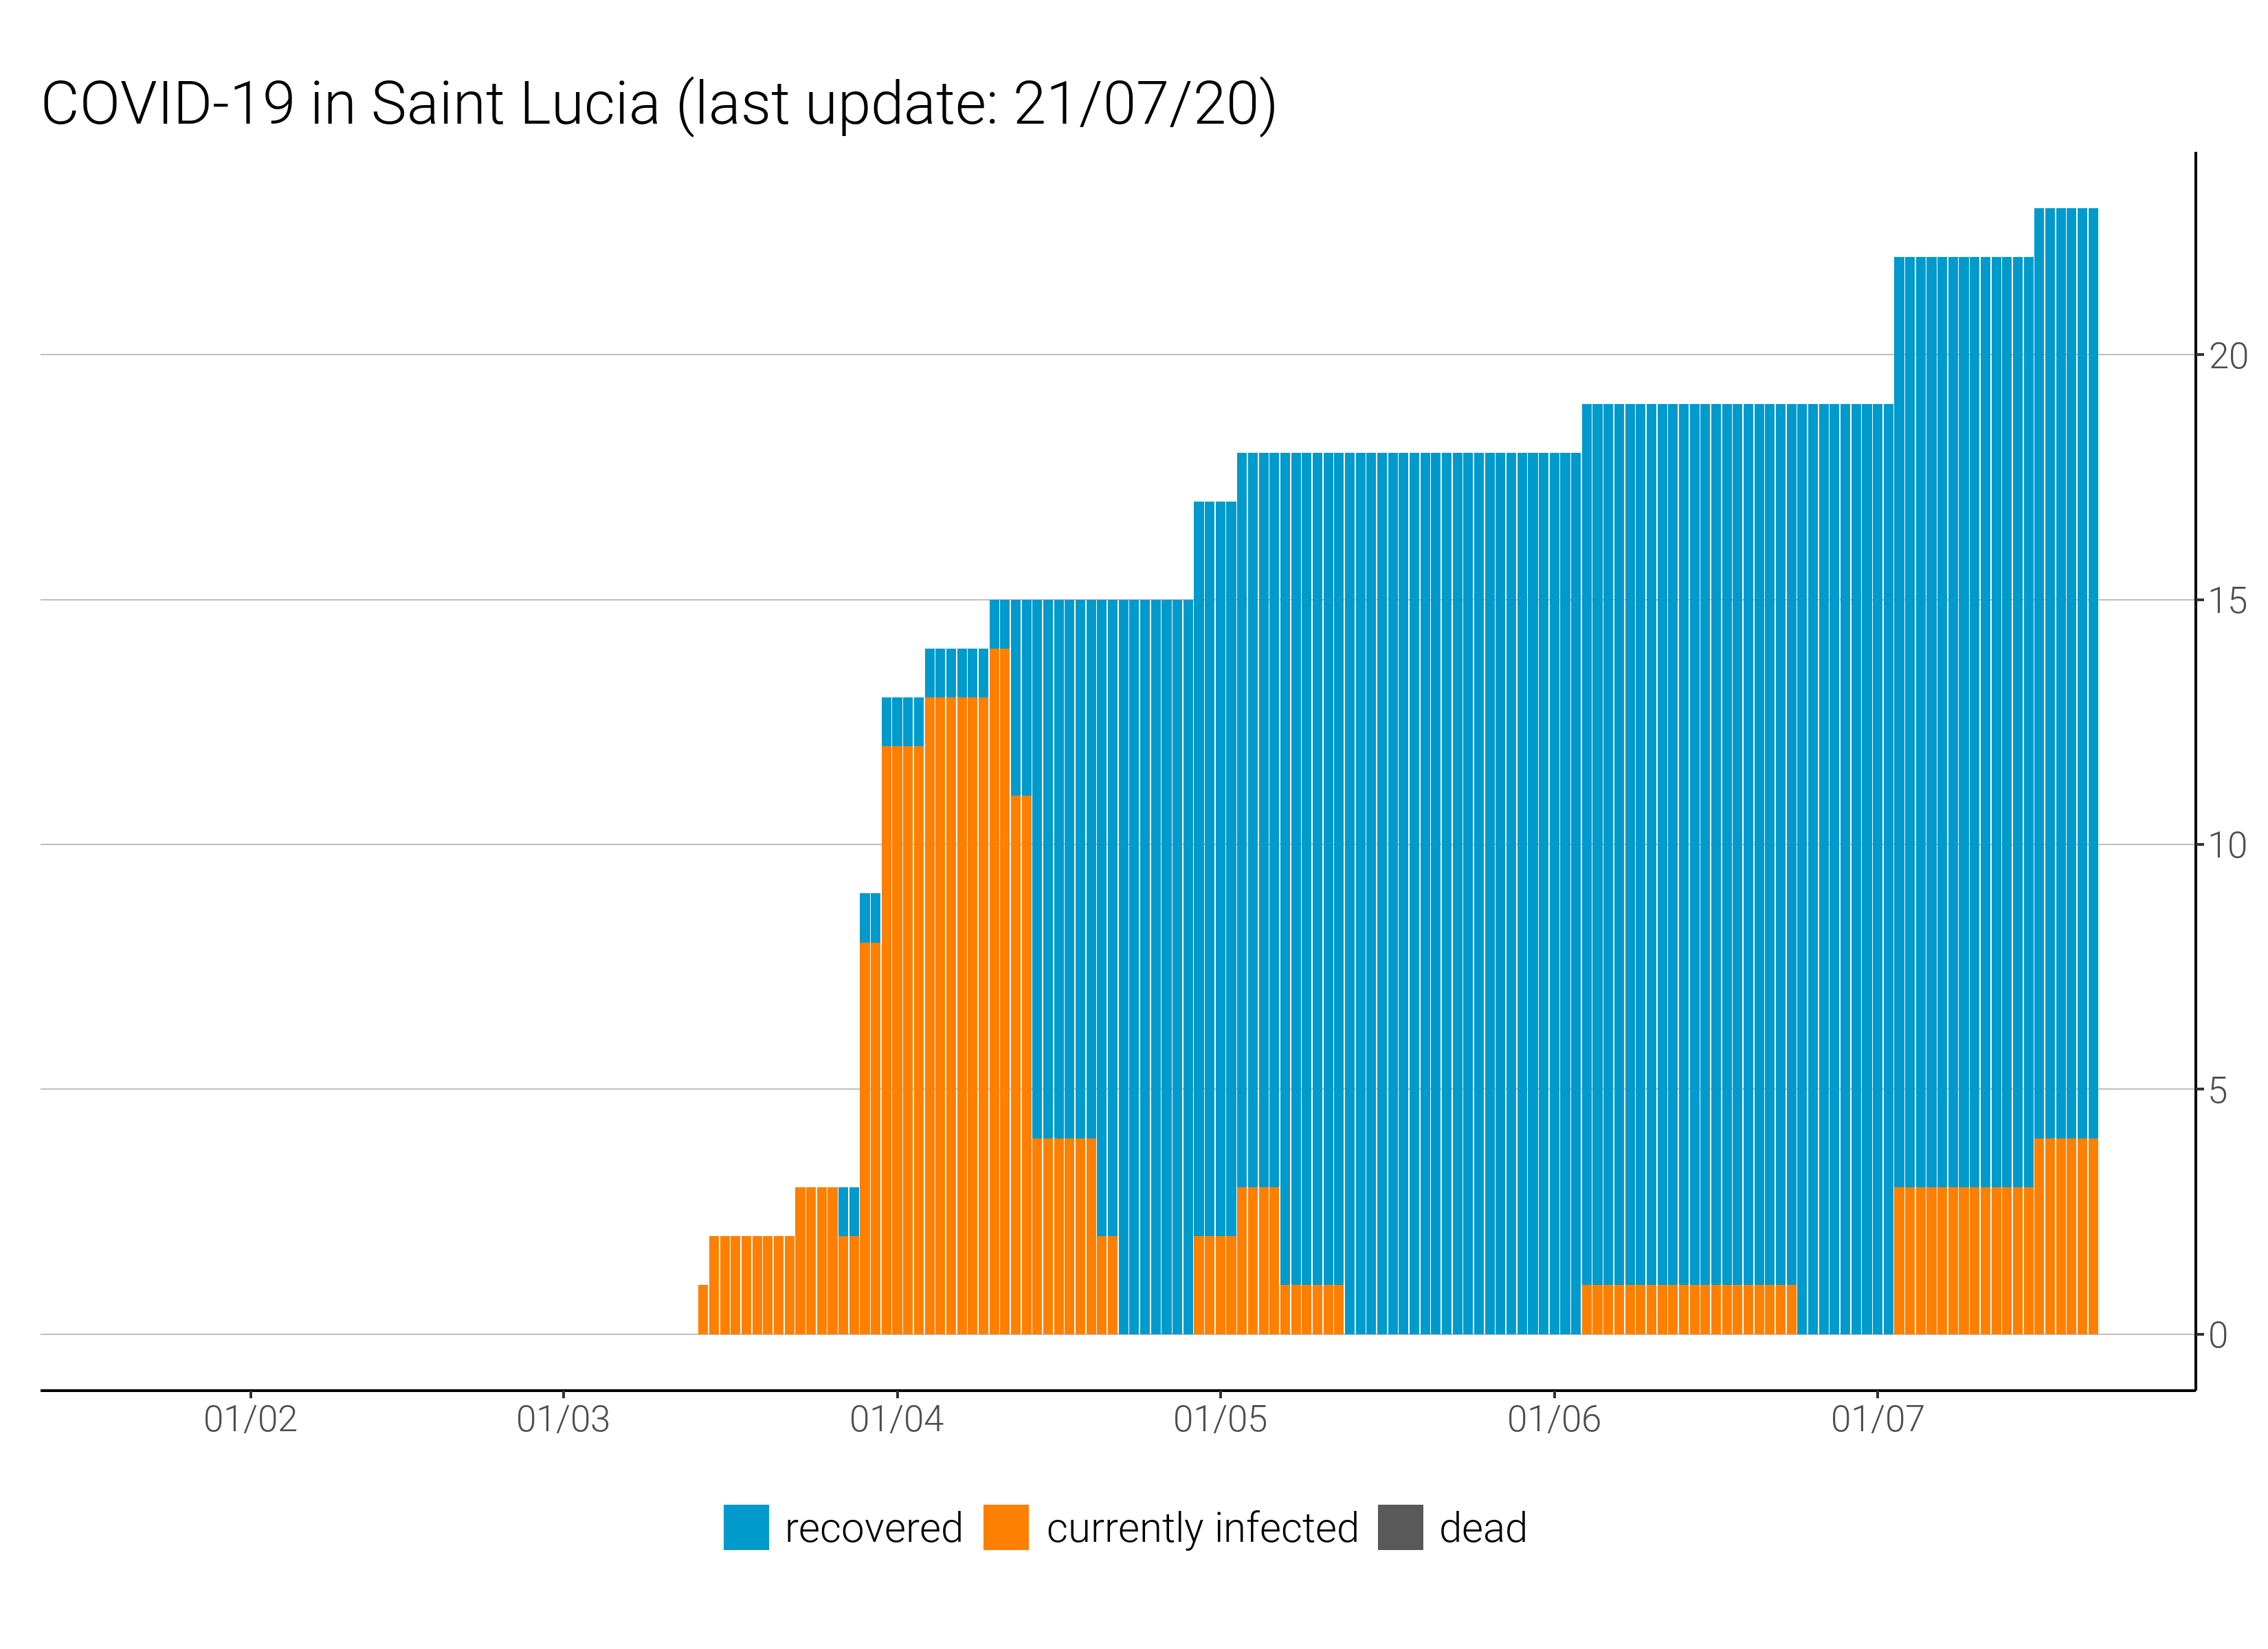 COVID-19 in Saint Lucia (last update: 21/07/20)
20
15
10
5
0
01/02 01/03 01/04 01/05 01/06 01/07
recovered currently infected dead